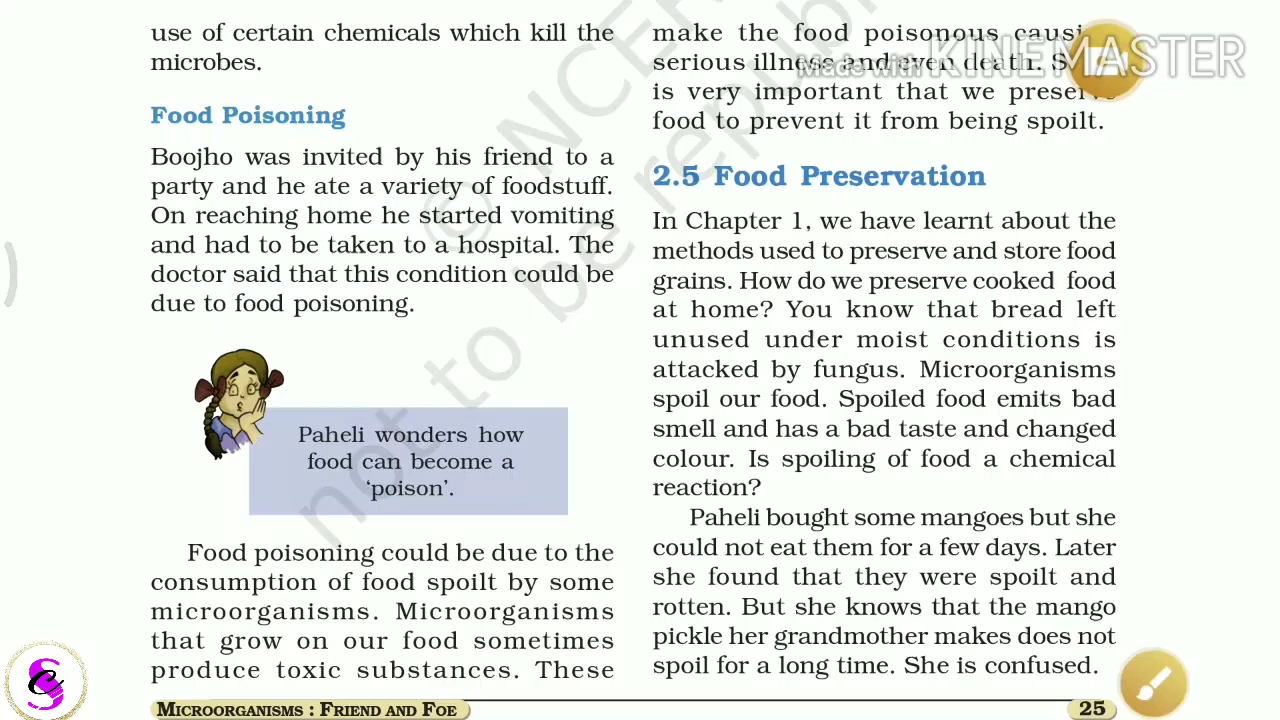 use of certain chemicals which kill the
microbes.
Food Poisoning
Boojho was invited by his friend to a
party and he ate a variety of foodstuff.
On reaching home he started vomiting
and had to be taken to a hospital. The
doctor said that this condition could be
due to food poisoning.
Paheli wonders how
food can become a
‘poison’.
Food poisoning could be due to the
consumption of food spoilt by some
microorganisms. Microorganisms
that grow on our food sometimes
produce toxic substances. These
make the food poisonous
serious illness and even death.
is very important that we preserve
food to prevent it from being spoilt.
2.5 Food Preservation
In Chapter 1, we have learnt about the
methods used to preserve and store food
grains. How do we preserve cooked food
at home? You know that bread left
unused under moist conditions is
attacked by fungus. Microorganisms
spoil our food. Spoiled food emits bad
smell and has a bad taste and changed
colour. Is spoiling of food a chemical
reaction?
Paheli bought some mangoes but she
could not eat them for a few days. Later
she found that they were spoilt and
rotten. But she knows that the mango
pickle her grandmother makes does not
spoil for a long time. She is confused.
MICROORGANISMS : FRIEND AND FOE
25
Made with KINEMASTER
© NCER
not to be republ